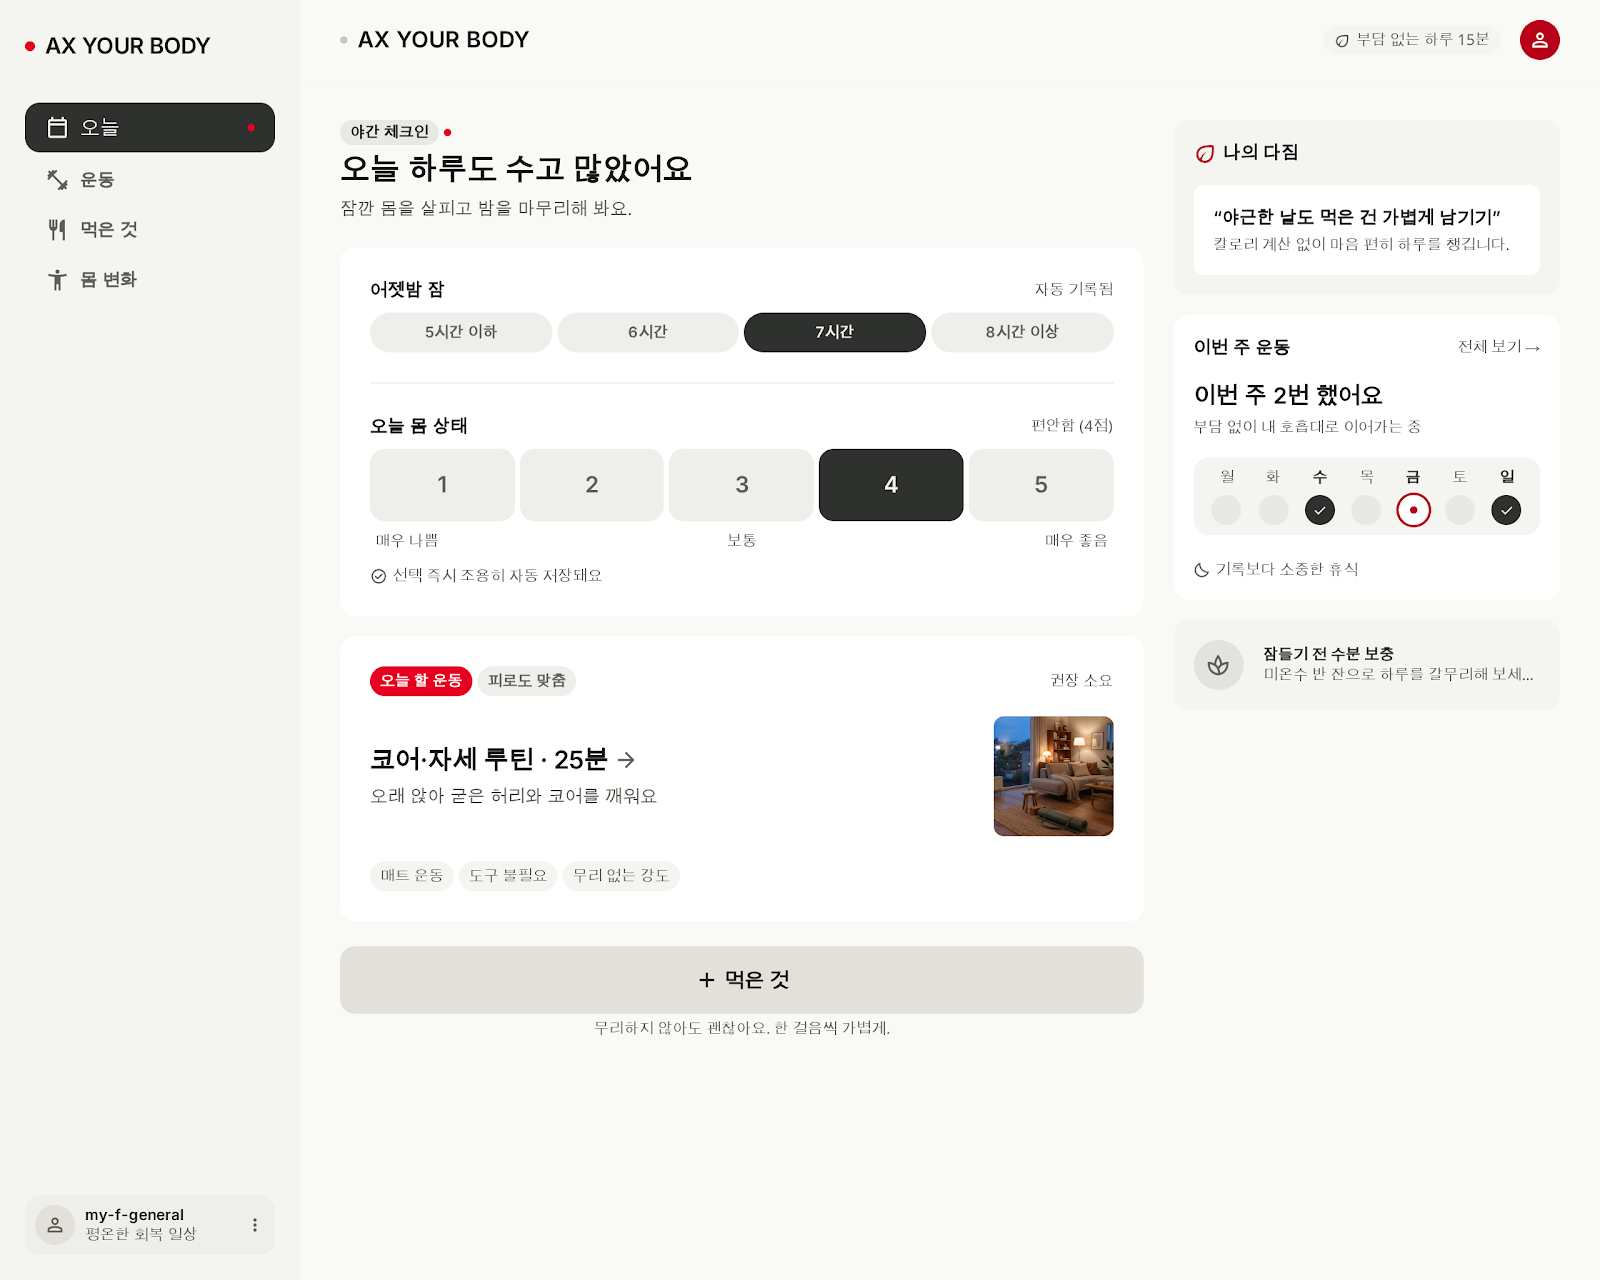 AX YOUR BODY
오늘
운동
먹은 것
몸 변화
my-f-general
평온한 회복 일상
AX YOUR BODY
부담 없는 하루 15분
야간 체크인
오늘 하루도 수고 많았어요
잠깐 몸을 살피고 밤을 마무리해 봐요.
어젯밤 잠
자동 기록됨
5시간 이하
6시간
7시간
8시간 이상
오늘 몸 상태
편안함 (4점)
1
2
3
4
5
매우 나쁨
보통
매우 좋음
선택 즉시 조용히 자동 저장돼요
오늘 할 운동
피로도 맞춤
권장 소요
코어·자세 루틴 · 25분 →
오래 앉아 굳은 허리와 코어를 깨워요
매트 운동
도구 불필요
무리 없는 강도
+ 먹은 것
무리하지 않아도 괜찮아요. 한 걸음씩 가볍게.
나의 다짐
“야근한 날도 먹은 건 가볍게 남기기”
칼로리 계산 없이 마음 편히 하루를 챙깁니다.
이번 주 운동
전체 보기 →
이번 주 2번 했어요
부담 없이 내 호흡대로 이어가는 중
월 화 수 목 금 토 일
기록보다 소중한 휴식
잠들기 전 수분 보충
미온수 반 잔으로 하루를 갈무리해 보세...